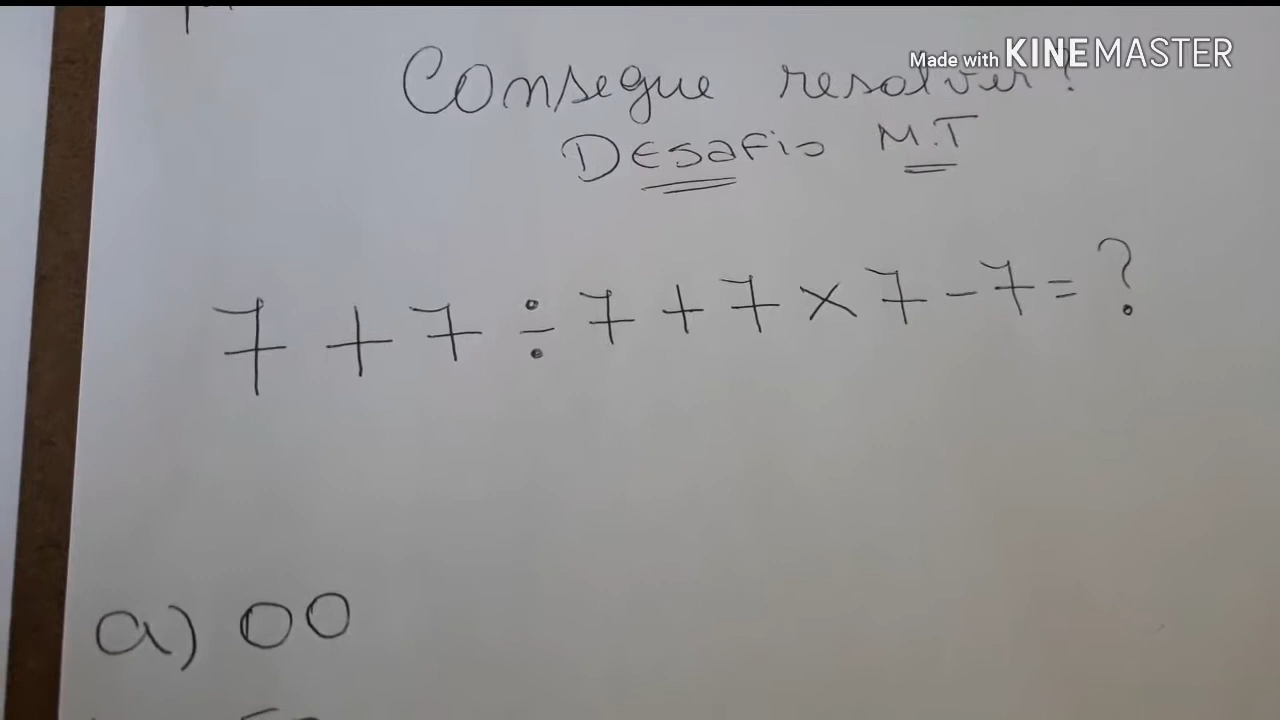 Made with KINEMASTER
Consegue resolver?
Desafio M.T
7 + 7 ÷ 7 + 7 × 7 - 7 = ?
a) 00